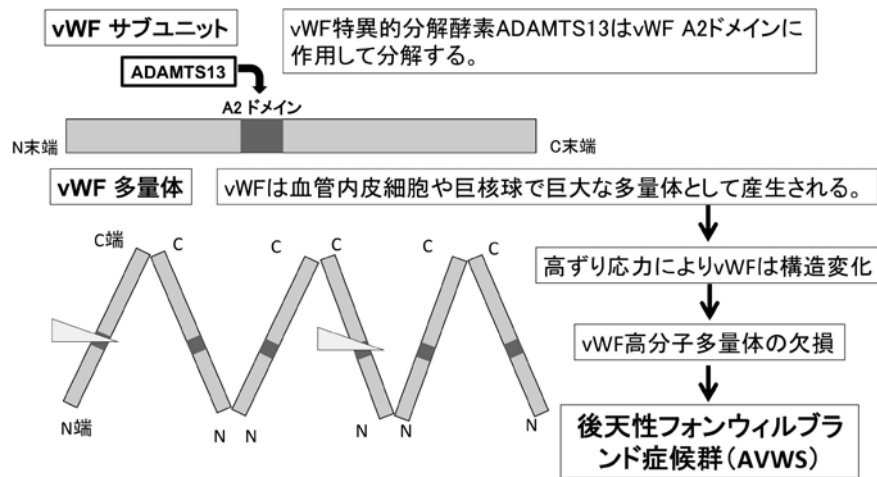 vWF サブユニット
vWF特異的分解酵素ADAMTS13はvWF A2ドメインに
作用して分解する。
ADAMTS13
A2 ドメイン
N末端
C末端
vWF 多量体
vWFは血管内皮細胞や巨核球で巨大な多量体として産生される。
C端
C
C
C
C
C
高ずり応力によりvWFは構造変化
vWF高分子多量体の欠損
N端
N
N
N
N
N
後天性フォンウィルブラ
ンド症候群(AVWS)